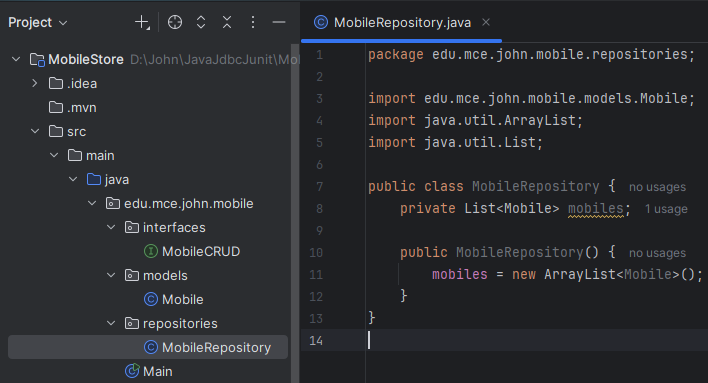 Project
MobileStore D:\John\JavaJdbcJunit\Mo
.idea
.mvn
src
main
java
edu.mce.john.mobile
interfaces
MobileCRUD
models
Mobile
repositories
MobileRepository
Main
MobileRepository.java
1 package edu.mce.john.mobile.repositories;
2
3 import edu.mce.john.mobile.models.Mobile;
4 import java.util.ArrayList;
5 import java.util.List;
6
7 public class MobileRepository { no usages
8 private List<Mobile> mobiles; 1 usage
9
10 public MobileRepository() { no usages
11 mobiles = new ArrayList<Mobile>();
12 }
13 }
14